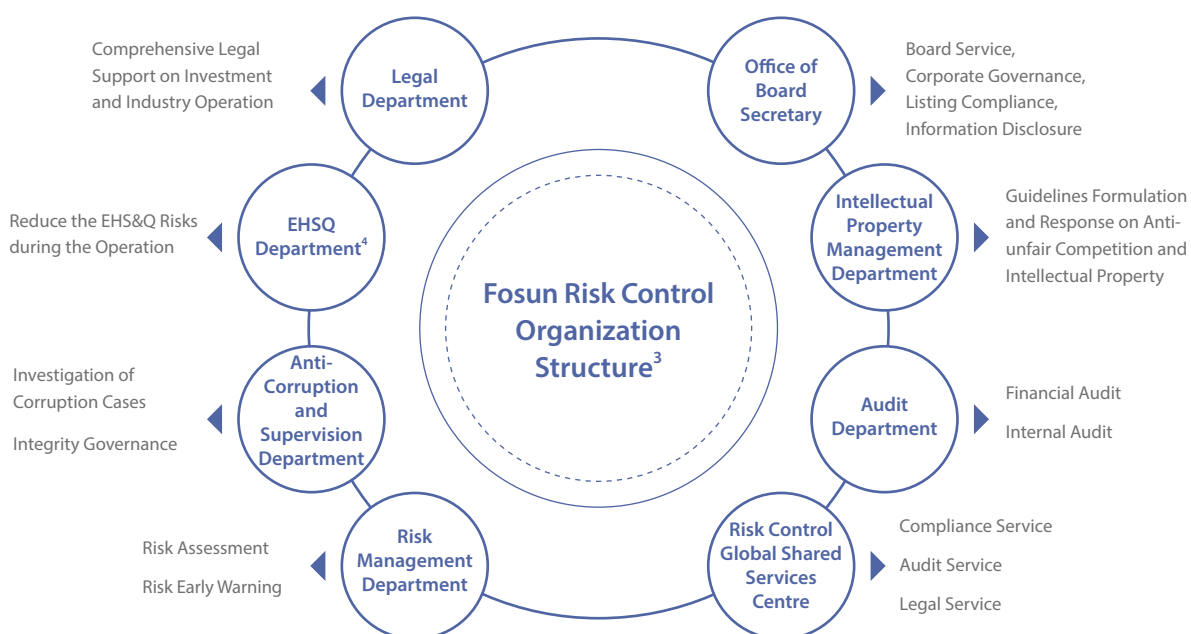 Comprehensive Legal
Support on Investment
and Industry Operation
Legal
Department
Office of
Board
Secretary
Board Service,
Corporate Governance,
Listing Compliance,
Information Disclosure
Reduce the EHS&Q Risks
during the Operation
EHSQ
Department⁴
Intellectual
Property
Management
Department
Guidelines Formulation
and Response on Anti-
unfair Competition and
Intellectual Property
Fosun Risk Control
Organization
Structure³
Investigation of
Corruption Cases
Integrity Governance
Anti-
Corruption
and
Supervision
Department
Audit
Department
Financial Audit
Internal Audit
Risk Assessment
Risk Early Warning
Risk
Management
Department
Risk Control
Global Shared
Services
Centre
Compliance Service
Audit Service
Legal Service